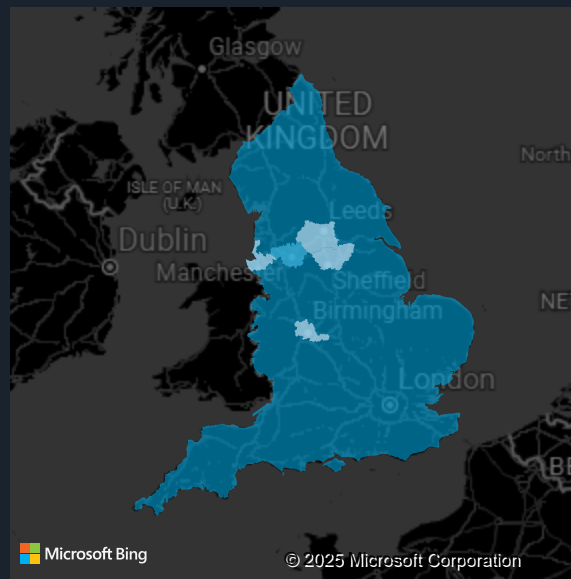 Glasgow
UNITED
KINGDOM
North
ISLE OF MAN
(U.K.)
Leeds
Dublin
Manchester
Sheffield
NE
Birmingham
London
BE
Microsoft Bing
© 2025 Microsoft Corporation